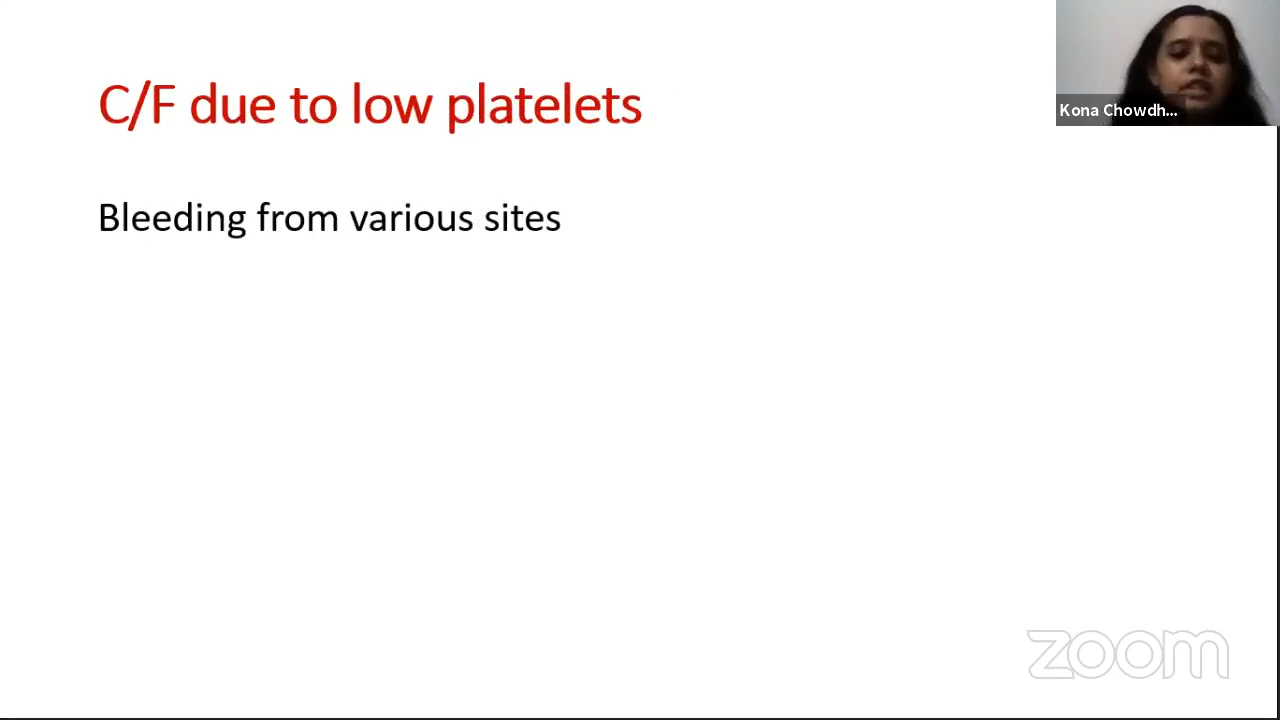 C/F due to low platelets
Kona Chowdh...
Bleeding from various sites
zoom